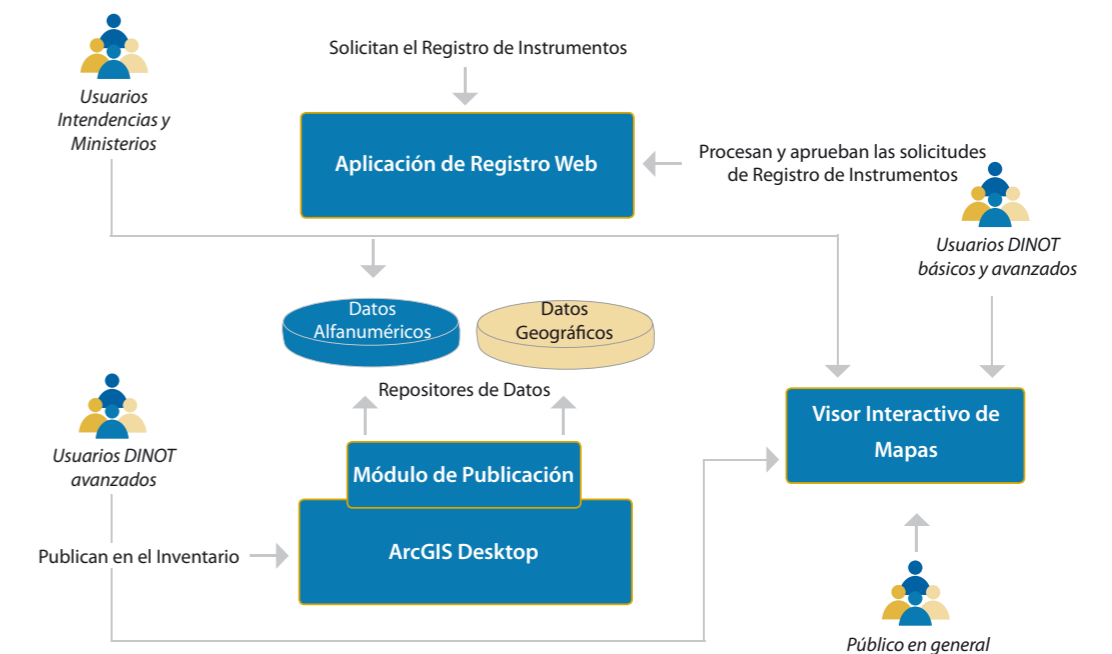 Solicitan el Registro de Instrumentos
Usuarios
Intendencias y
Ministerios
Aplicación de Registro Web
Procesan y aprueban las solicitudes
de Registro de Instrumentos
Usuarios DINOT
básicos y avanzados
Datos
Alfanuméricos
Datos
Geográficos
Repositores de Datos
Usuarios DINOT
avanzados
Módulo de Publicación
Visor Interactivo de
Mapas
Publican en el Inventario
ArcGIS Desktop
Público en general